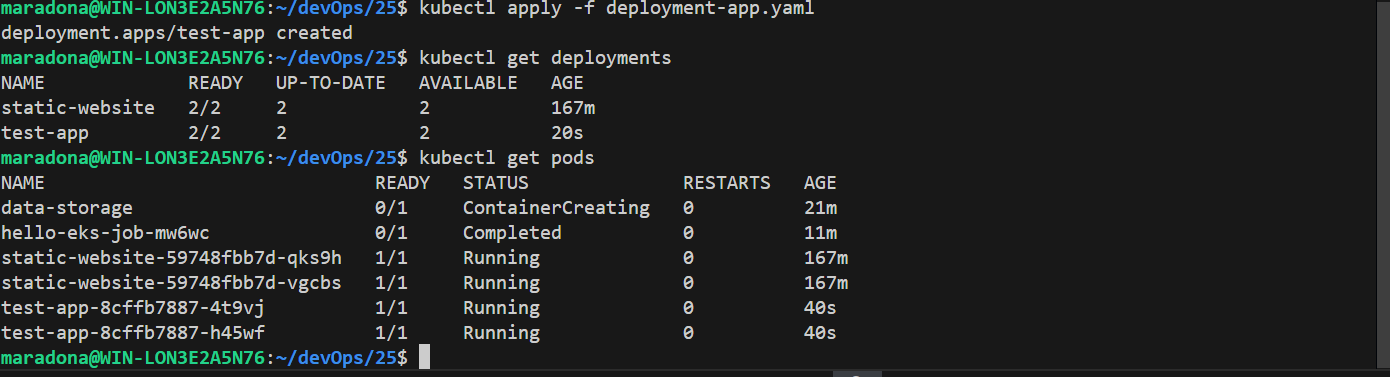 maradona@WIN-LON3E2A5N76:~/devOps/25$ kubectl apply -f deployment-app.yaml
deployment.apps/test-app created
maradona@WIN-LON3E2A5N76:~/devOps/25$ kubectl get deployments
NAME             READY   UP-TO-DATE   AVAILABLE   AGE
static-website   2/2     2            2           167m
test-app         2/2     2            2           20s
maradona@WIN-LON3E2A5N76:~/devOps/25$ kubectl get pods
NAME                              READY   STATUS              RESTARTS   AGE
data-storage                      0/1     ContainerCreating   0          21m
hello-eks-job-mw6wc               0/1     Completed           0          11m
static-website-59748fbb7d-qks9h   1/1     Running             0          167m
static-website-59748fbb7d-vgcbs   1/1     Running             0          167m
test-app-8cffb7887-4t9vj          1/1     Running             0          40s
test-app-8cffb7887-h45wf          1/1     Running             0          40s
maradona@WIN-LON3E2A5N76:~/devOps/25$